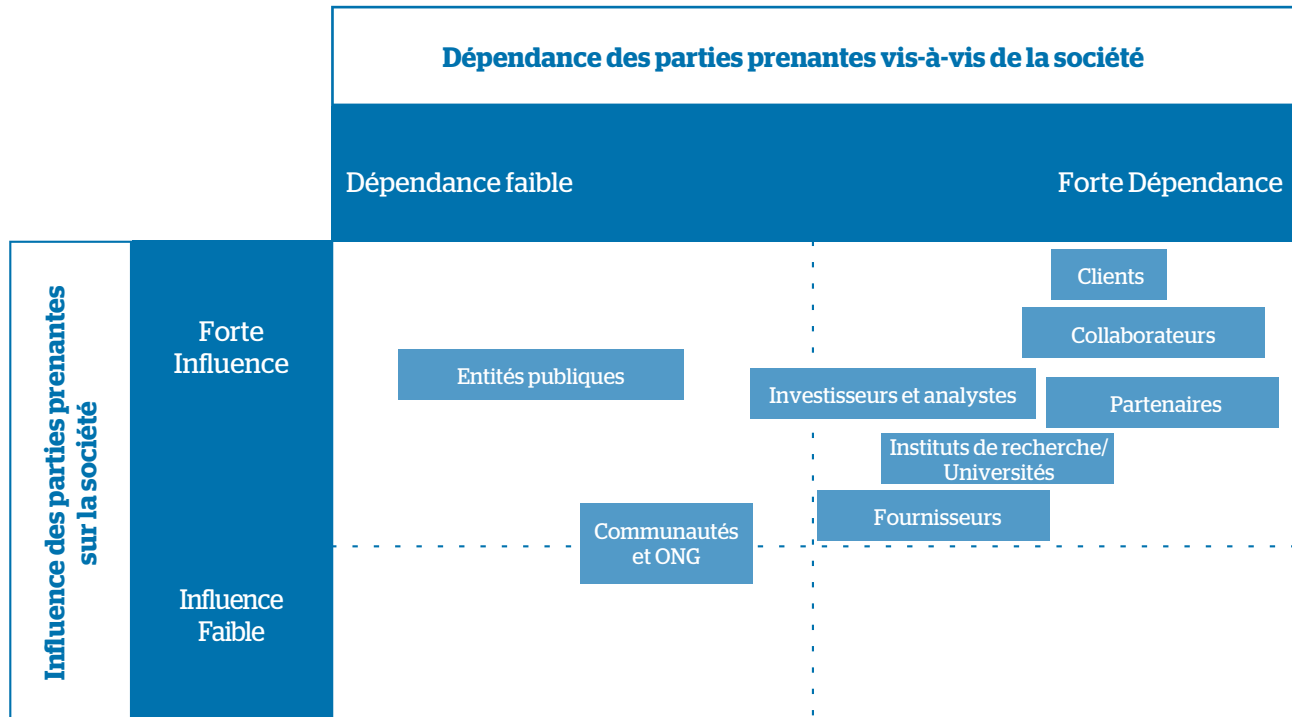 Dépendance des parties prenantes vis-à-vis de la société
Dépendance faible
Forte Dépendance
Influence des parties prenantes
sur la société
Forte
Influence
Influence
Faible
Clients
Collaborateurs
Entités publiques
Investisseurs et analystes
Partenaires
Instituts de recherche/
Universités
Fournisseurs
Communautés
et ONG